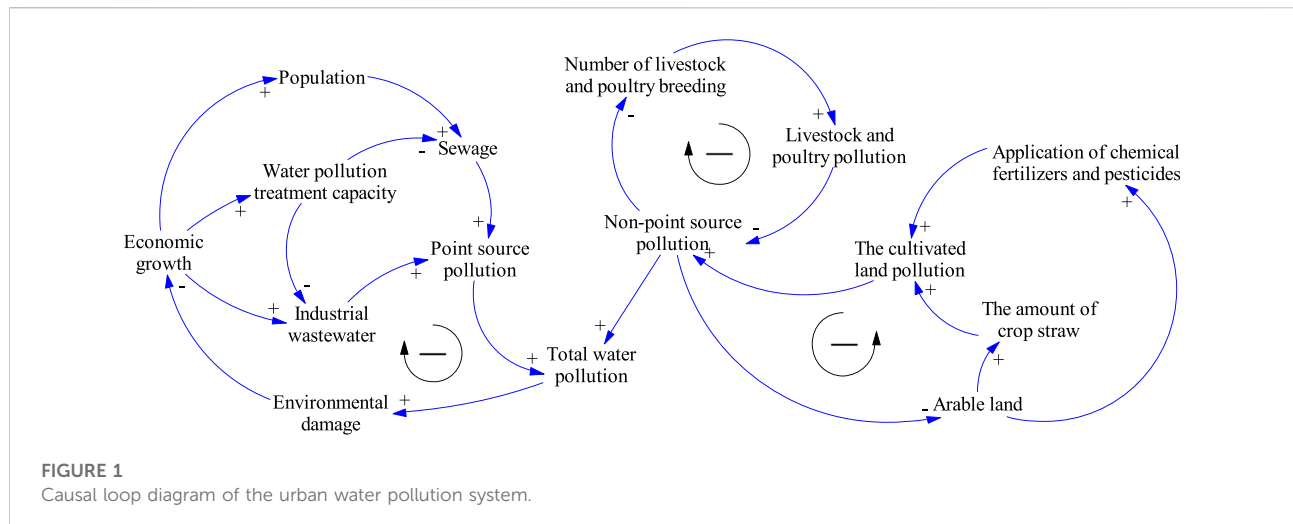 Number of livestock
and poultry breeding
Population
+
+
-
+
Livestock and
poultry pollution
-
+
Sewage
Water pollution
treatment capacity
—
Application of chemical
fertilizers and pesticides
+
+
Economic
growth
-
+
Point source
pollution
+
Non-point source
pollution
-
+
+
The cultivated
land pollution
+
-
+
Industrial
wastewater
—
+
The amount of
crop straw
+
—
+
Total water
pollution
+
Environmental
damage
+
-
Arable land
FIGURE 1
Causal loop diagram of the urban water pollution system.